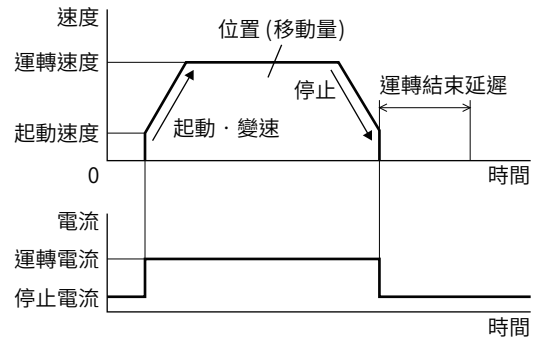 速度
位置 (移動量)
運轉速度
停止
運轉結束延遲
起動速度
起動·變速
0
時間
電流
運轉電流
停止電流
時間